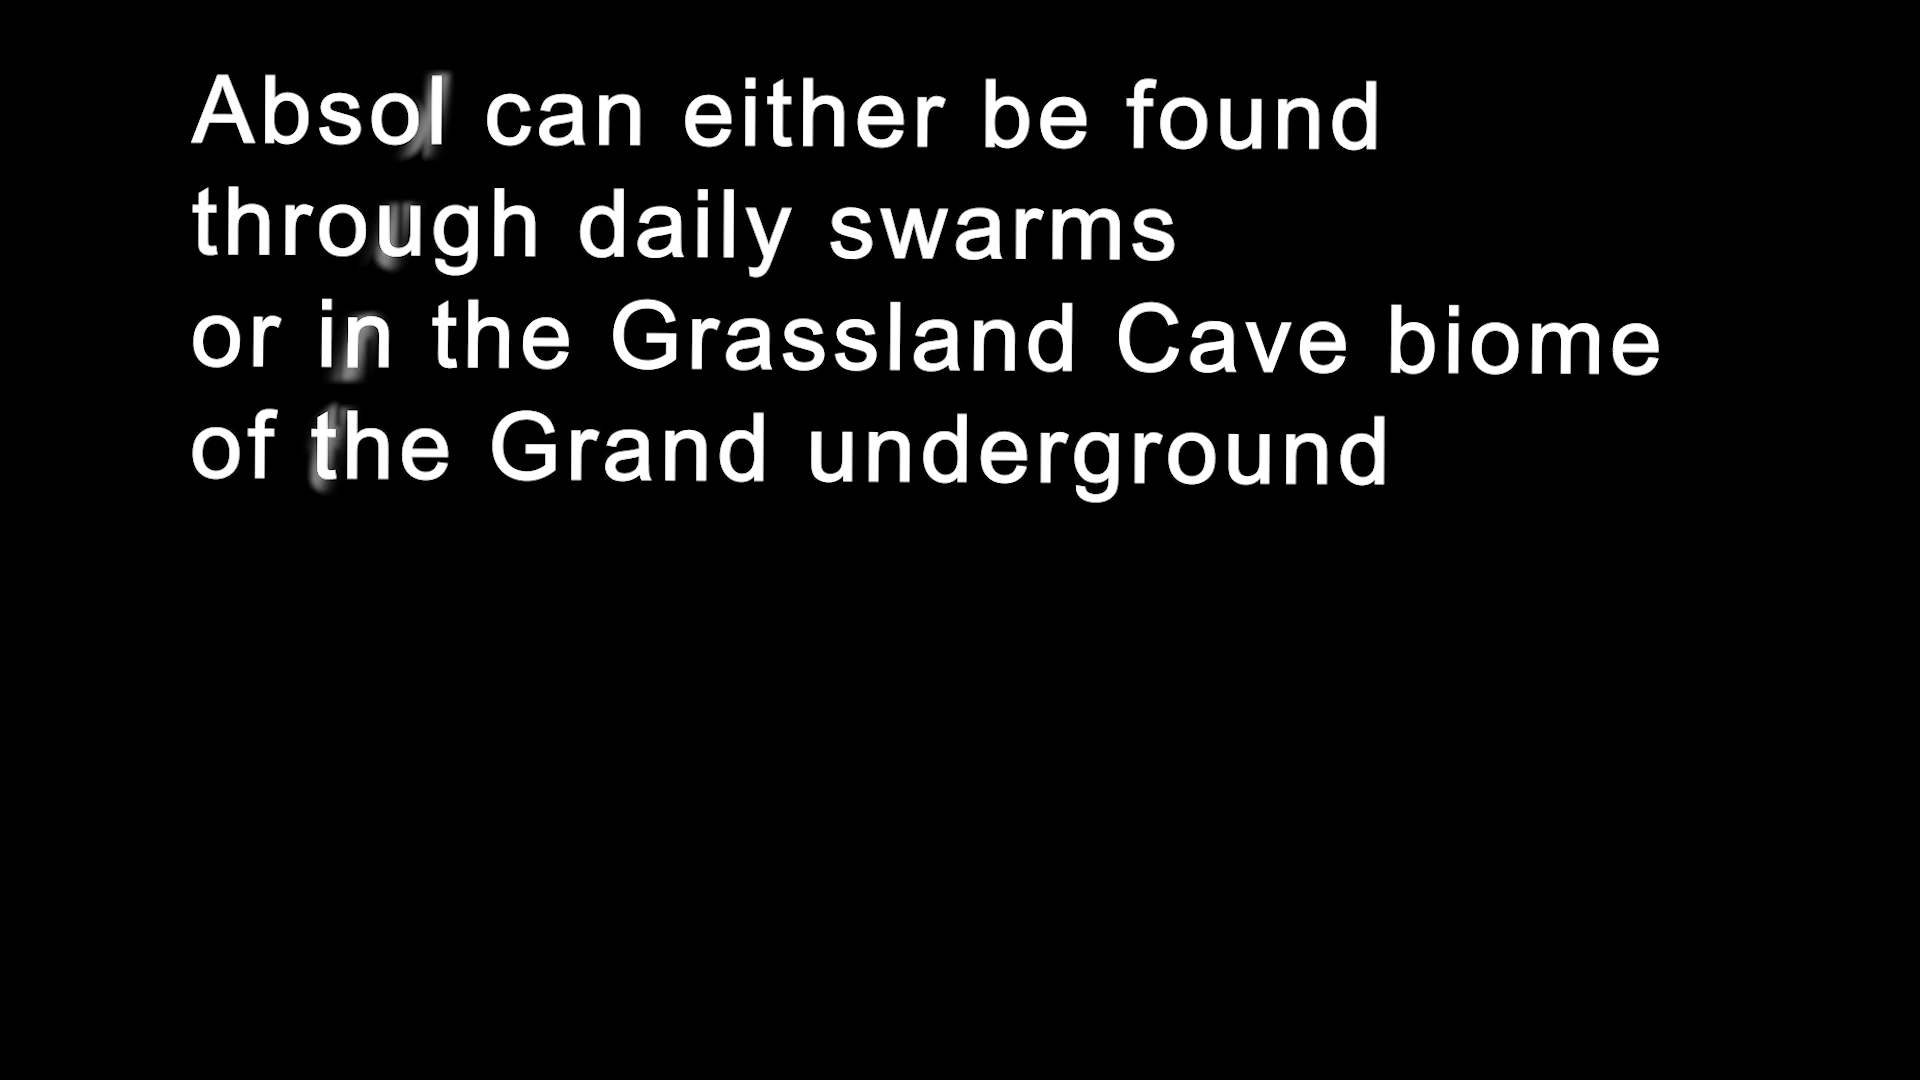 Absol can either be found
through daily swarms
or in the Grassland Cave biome
of the Grand underground